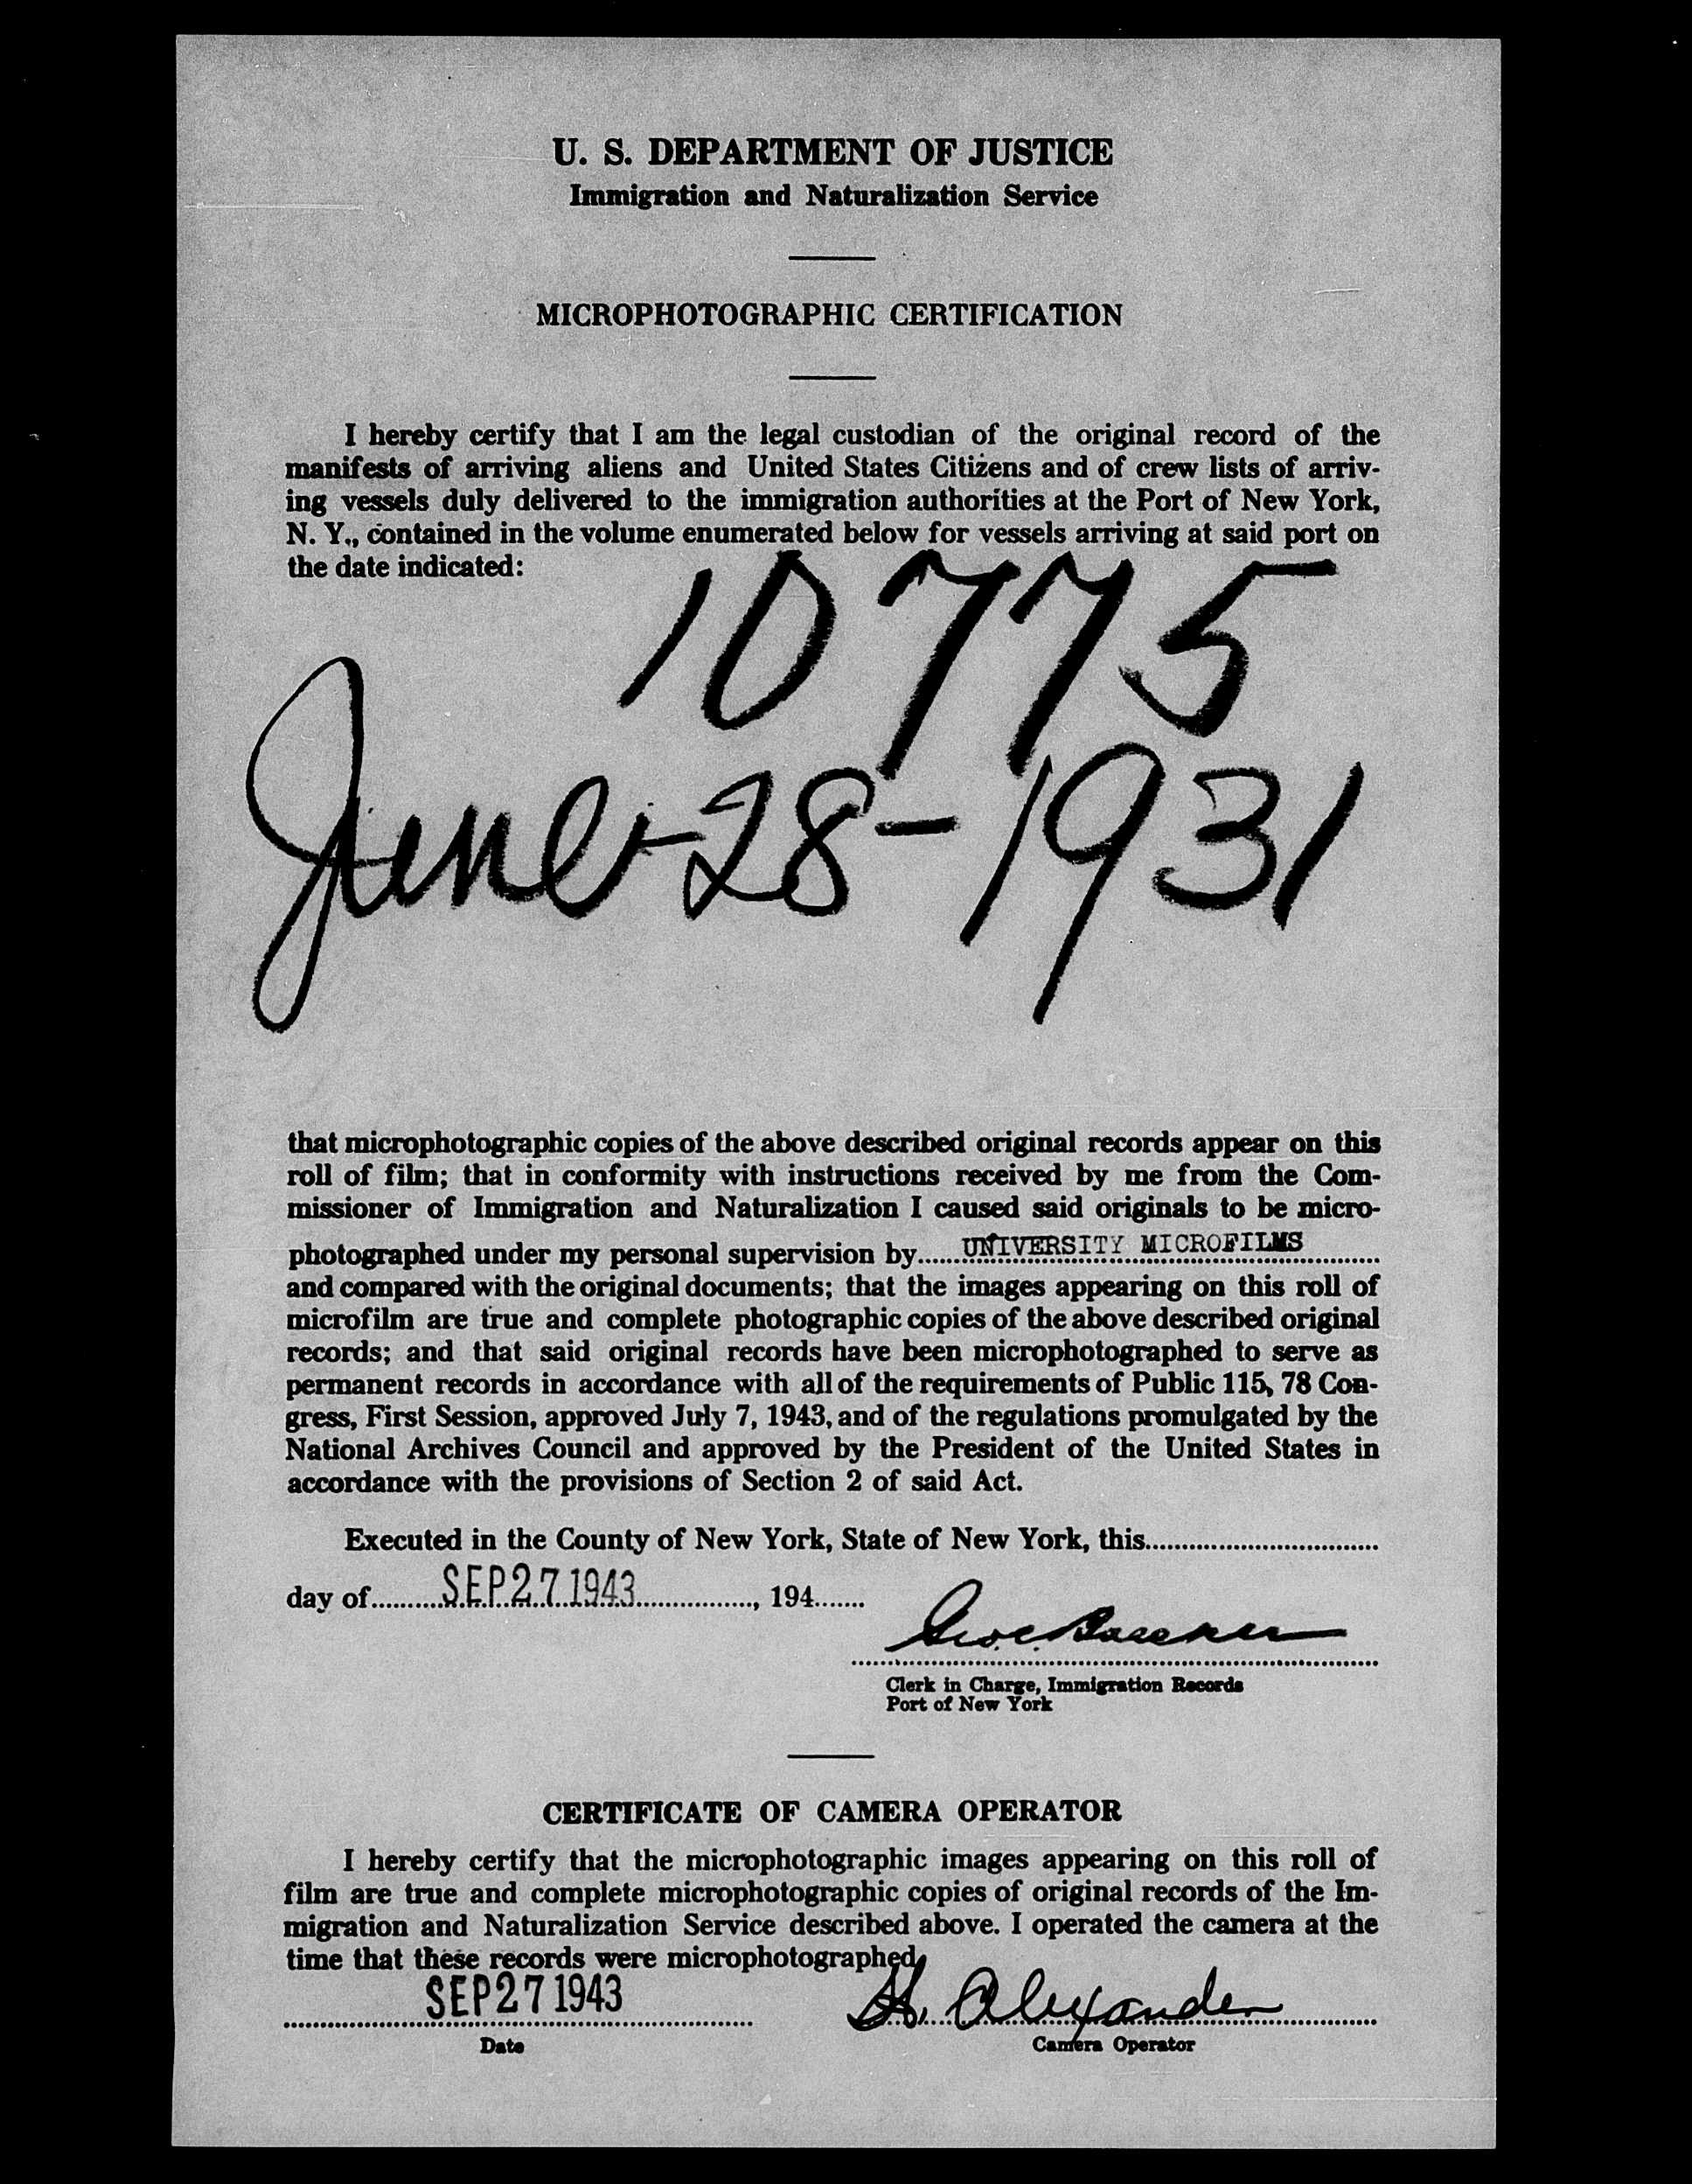 U. S. DEPARTMENT OF JUSTICE
Immigration and Naturalization Service
MICROPHOTOGRAPHIC CERTIFICATION
I hereby certify that I am the legal custodian of the original record of the
manifests of arriving aliens and United States Citizens and of crew lists of arriv-
ing vessels duly delivered to the immigration authorities at the Port of New York,
N. Y., contained in the volume enumerated below for vessels arriving at said port on
the date indicated:
10775
June-28-1931
that microphotographic copies of the above described original records appear on this
roll of film; that in conformity with instructions received by me from the Com-
missioner of Immigration and Naturalization I caused said originals to be micro-
photographed under my personal supervision by UNIVERSITY MICROFILMS
and compared with the original documents; that the images appearing on this roll of
microfilm are true and complete photographic copies of the above described original
records; and that said original records have been microphotographed to serve as
permanent records in accordance with all of the requirements of Public 115, 78 Con-
gress, First Session, approved July 7, 1943, and of the regulations promulgated by the
National Archives Council and approved by the President of the United States in
accordance with the provisions of Section 2 of said Act.
Executed in the County of New York, State of New York, this
day of SEP 27 1943, 194
Clerk in Charge, Immigration Records
Port of New York
CERTIFICATE OF CAMERA OPERATOR
I hereby certify that the microphotographic images appearing on this roll of
film are true and complete microphotographic copies of original records of the Im-
migration and Naturalization Service described above. I operated the camera at the
time that these records were microphotographed.
SEP 27 1943 H. Alexander
Date Camera Operator